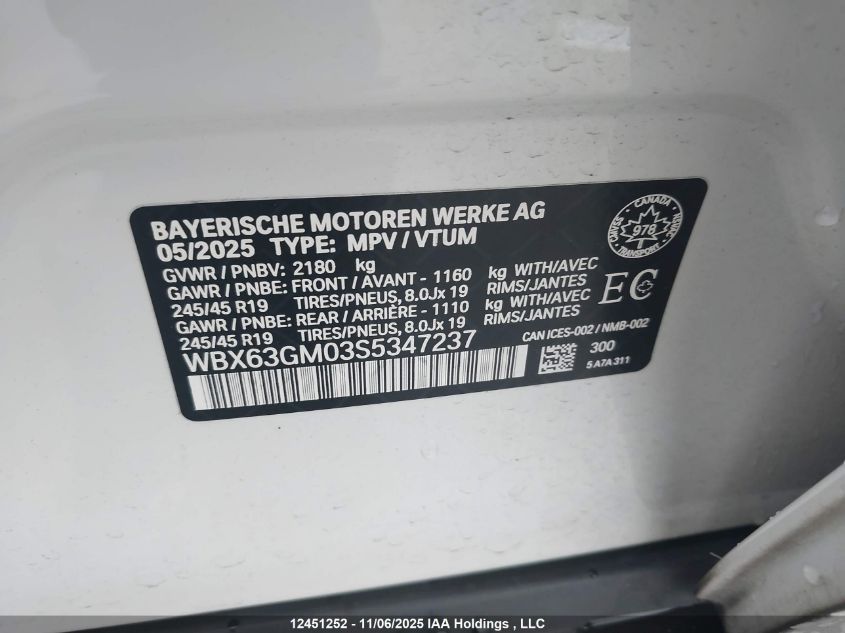 BAYERISCHE MOTOREN WERKE AG
05/2025 TYPE: MPV / VTUM
GVWR / PNBV: 2180 kg
GAWR / PNBE: FRONT / AVANT - 1160 kg WITH/AVEC
245/45 R19 TIRES/PNEUS, 8.0Jx 19 RIMS/JANTES
GAWR / PNBE: REAR / ARRIÈRE - 1110 kg WITH/AVEC
245/45 R19 TIRES/PNEUS, 8.0Jx 19 RIMS/JANTES
WBX63GM03S5347237
CANADA
978
TRANSPORT
EC
CAN ICES-002 / NMB-002
300
5 A7A 311
12451252 - 11/06/2025 IAA Holdings , LLC